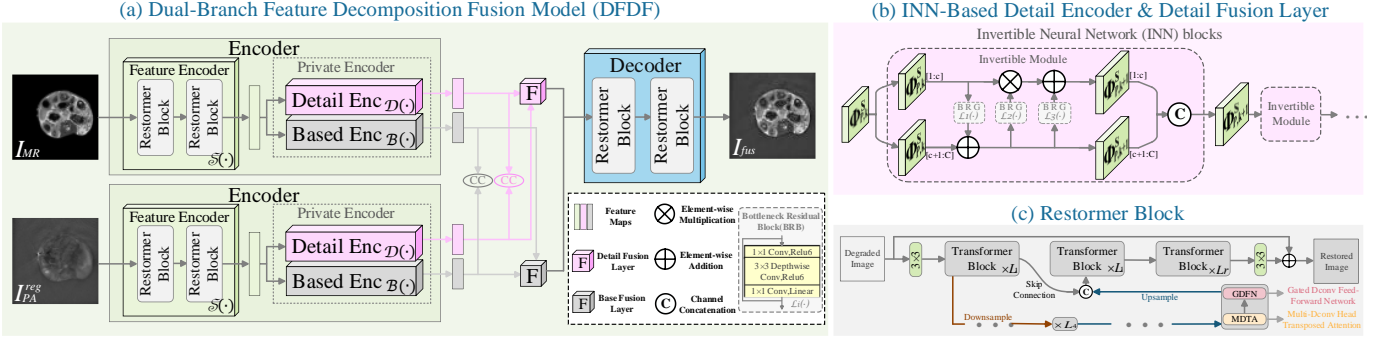 (a) Dual-Branch Feature Decomposition Fusion Model (DFDF)
Encoder
Feature Encoder
Private Encoder
Restormer
Block
Restormer
Block
S(·)
Detail Enc D(·)
Based Enc B(·)
I_MR
F
Decoder
Restormer
Block
Restormer
Block
I_fus
CC
CC
Encoder
Feature Encoder
Private Encoder
Restormer
Block
Restormer
Block
S(·)
Detail Enc D(·)
Based Enc B(·)
I_PA^reg
F
Feature
Maps
Element-wise
Multiplication
F
Detail Fusion
Layer
Element-wise
Addition
F
Base Fusion
Layer
C
Channel
Concatenation
Bottleneck Residual
Block(BRB)
1×1 Conv,Relu6
3×3 Depthwise
Conv,Relu6
1×1 Conv,Linear
ℒi(·)
(b) INN-Based Detail Encoder & Detail Fusion Layer
Invertible Neural Network (INN) blocks
Invertible Module
[1:c]
[1:c]
BRG
ℒ1(·)
BRG
ℒ2(·)
BRG
ℒ3(·)
C
[c+1:C]
[c+1:C]
Invertible
Module
(c) Restormer Block
Degraded
Image
3×3
Transformer
Block ×L
Transformer
Block ×L
Transformer
Block ×Lr
3×3
Restored
Image
Skip
Connection
C
Upsample
GDFN
Gated Dconv Feed-
Forward Network
Downsample
× L4
MDTA
Multi-Dconv Head
Transposed Attention